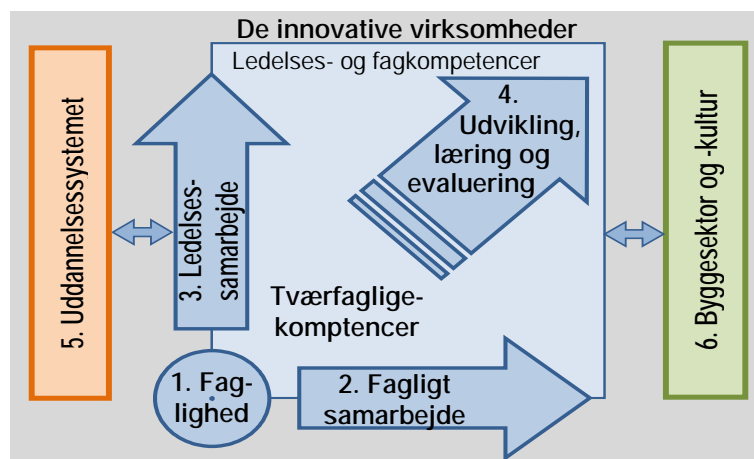 De innovative virksomheder
Ledelses- og fagkompetencer
5. Uddannelsessystemet
3. Ledelses-
samarbejde
4.
Udvikling,
læring og
evaluering
6. Byggesektor og -kultur
Tværfaglige-
komptencer
1. Fag-
lighed
2. Fagligt
samarbejde